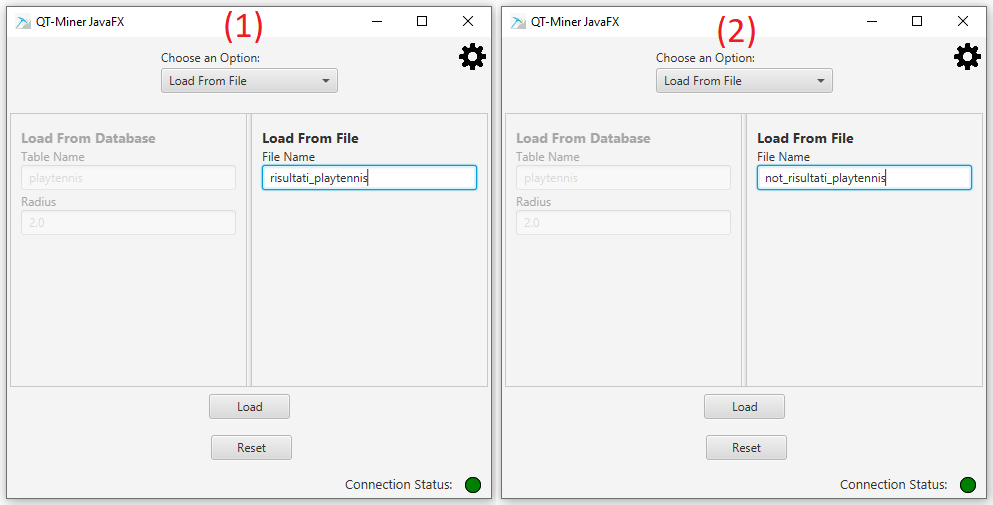 QT-Miner JavaFX
(1)
Choose an Option:
Load From File
Load From Database
Table Name
playtennis
Radius
2.0
Load From File
File Name
risultati_playtennis
Load
Reset
Connection Status:
QT-Miner JavaFX
(2)
Choose an Option:
Load From File
Load From Database
Table Name
playtennis
Radius
2.0
Load From File
File Name
not_risultati_playtennis
Load
Reset
Connection Status: